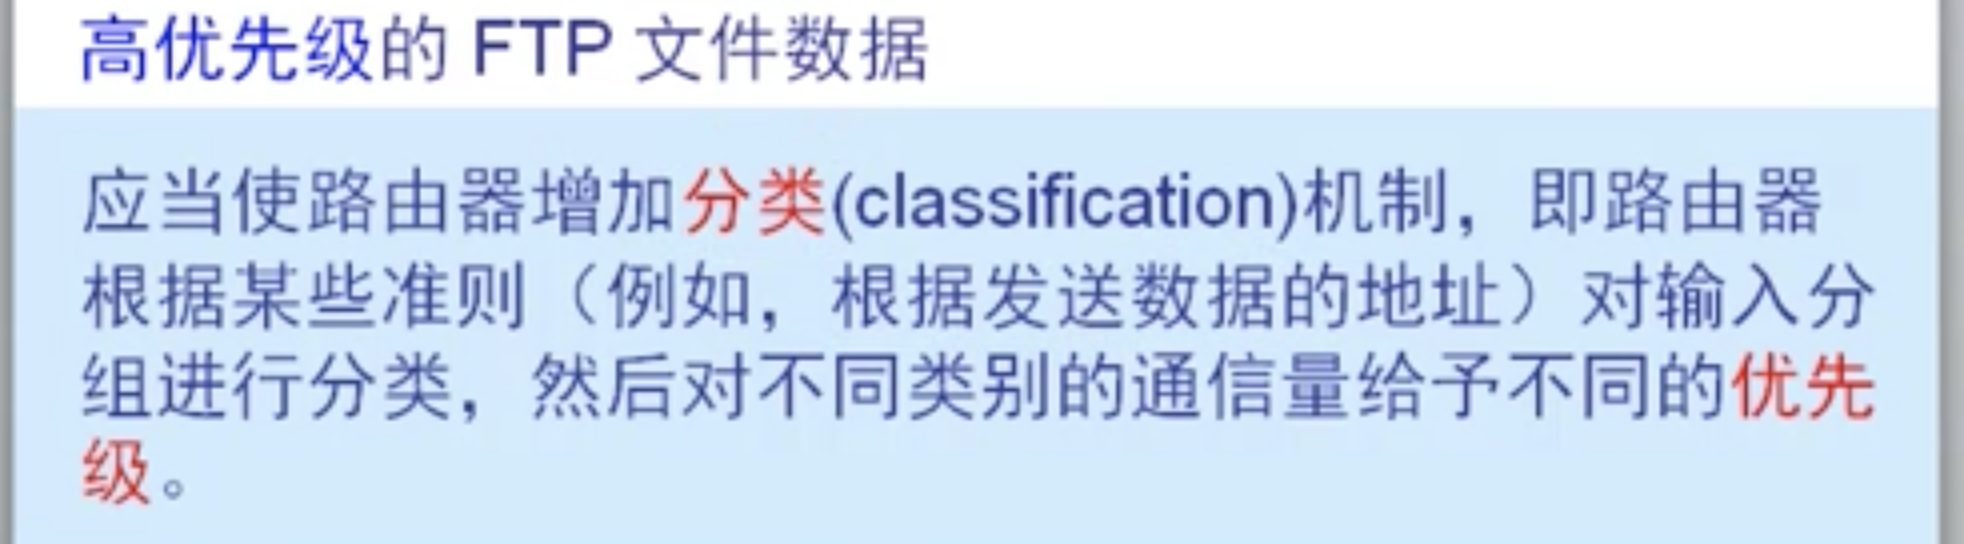 高优先级的 FTP 文件数据
应当使路由器增加分类(classification)机制，即路由器
根据某些准则（例如，根据发送数据的地址）对输入分
组进行分类，然后对不同类别的通信量给予不同的优先
级。